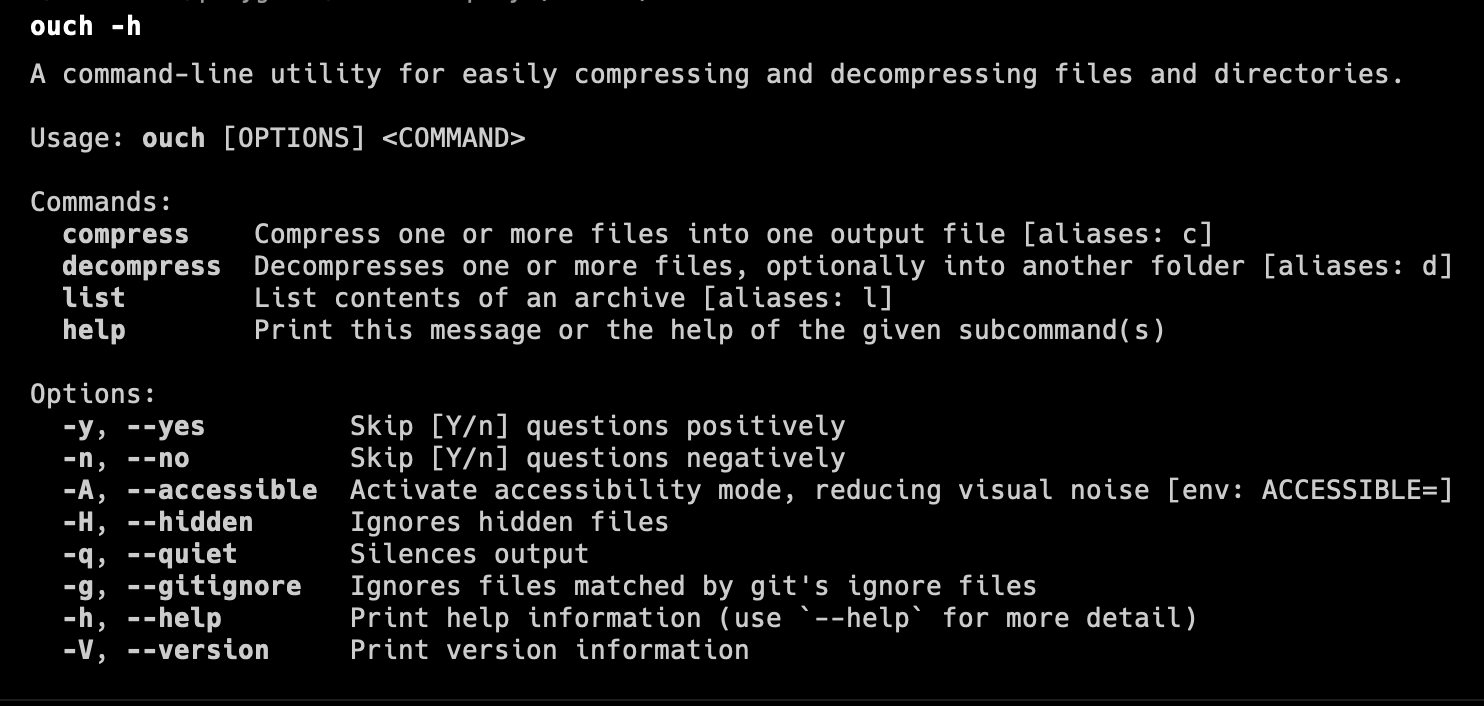 ouch -h
A command-line utility for easily compressing and decompressing files and directories.
Usage: ouch [OPTIONS] <COMMAND>
Commands:
compress Compress one or more files into one output file [aliases: c]
decompress Decompresses one or more files, optionally into another folder [aliases: d]
list List contents of an archive [aliases: l]
help Print this message or the help of the given subcommand(s)
Options:
-y, --yes Skip [Y/n] questions positively
-n, --no Skip [Y/n] questions negatively
-A, --accessible Activate accessibility mode, reducing visual noise [env: ACCESSIBLE=]
-H, --hidden Ignores hidden files
-q, --quiet Silences output
-g, --gitignore Ignores files matched by git's ignore files
-h, --help Print help information (use `--help` for more detail)
-V, --version Print version information